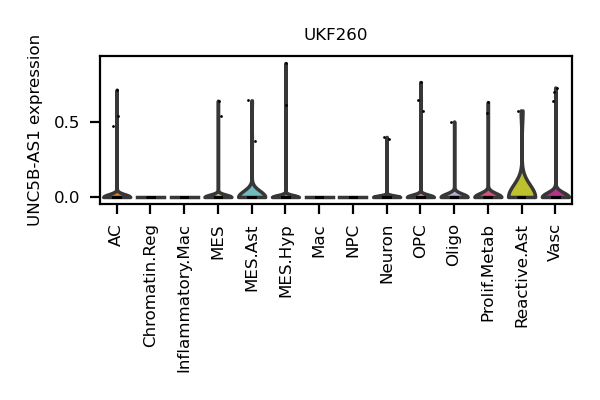 UKF260
UNC5B-AS1 expression
0.5
0.0
AC
Chromatin.Reg
Inflammatory.Mac
MES
MES.Ast
MES.Hyp
Mac
NPC
Neuron
OPC
Oligo
Prolif.Metab
Reactive.Ast
Vasc